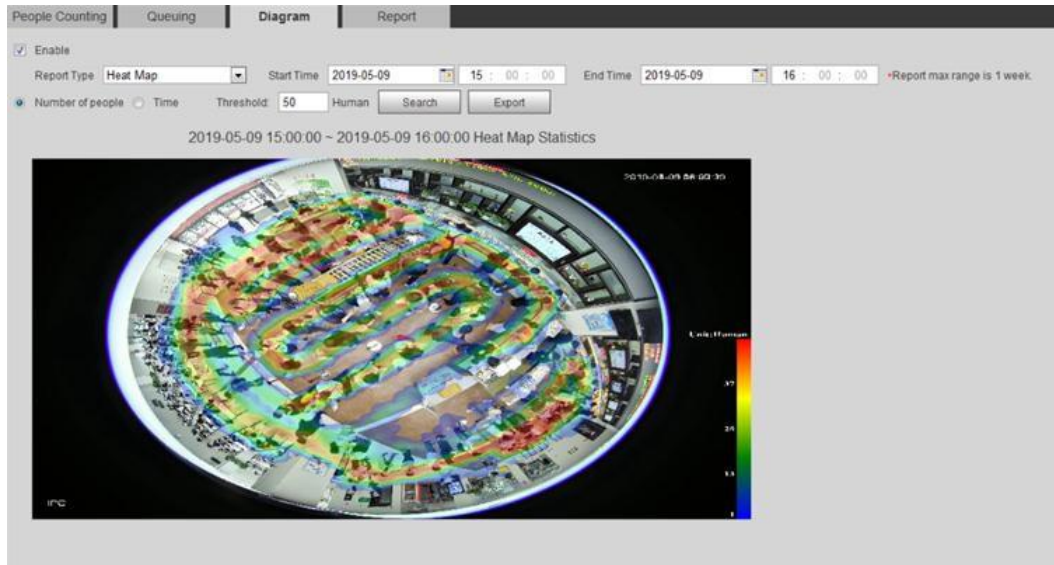 People Counting Queuing Diagram Report
Enable
Report Type Heat Map Start Time 2019-05-09 15 : 00 : 00 End Time 2019-05-09 16 : 00 : 00 *Report max range is 1 week.
Number of people Time Threshold: 50 Human Search Export
2019-05-09 15:00:00 ~ 2019-05-09 16:00:00 Heat Map Statistics
Unit:Human
37
13
1
IPC